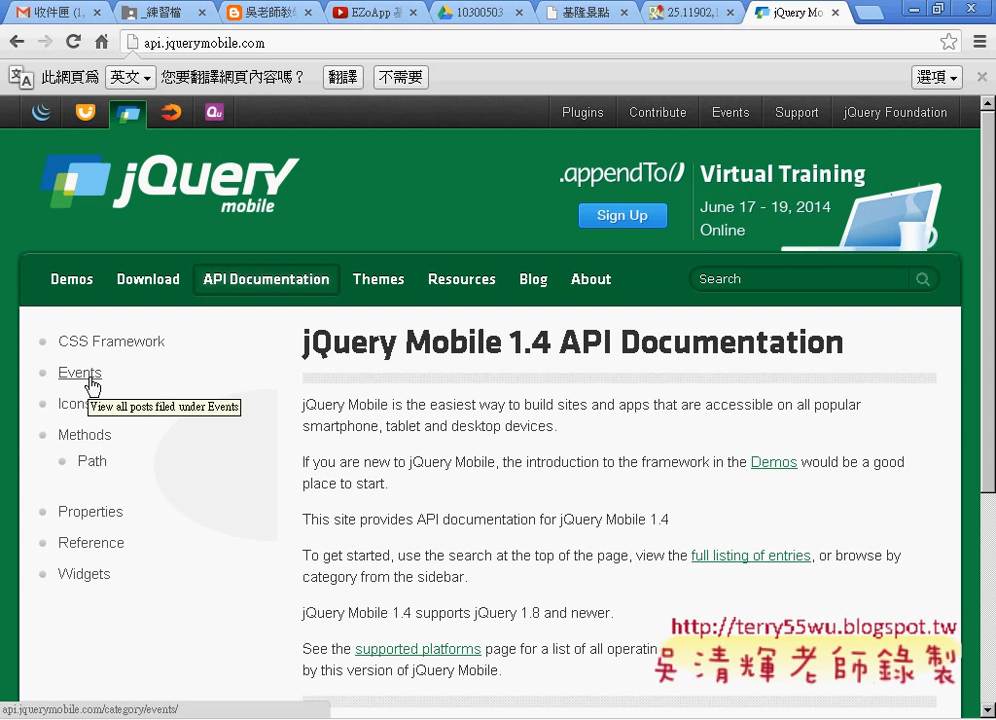 收件匣 (1,
_練習檔
吳老師教
EZoApp 基
10300503
基隆景點
25.11902,1
jQuery Mo
api.jquerymobile.com
此網頁為 英文 您要翻譯網頁內容嗎？ 翻譯 不需要 選項
Qu
Plugins Contribute Events Support jQuery Foundation
jQuery
mobile
.appendTo()
Sign Up
Virtual Training
June 17 - 19, 2014
Online
Demos Download API Documentation Themes Resources Blog About Search
CSS Framework
Events
View all posts filed under Events
Icons
Methods
Path
Properties
Reference
Widgets
jQuery Mobile 1.4 API Documentation
jQuery Mobile is the easiest way to build sites and apps that are accessible on all popular
smartphone, tablet and desktop devices.
If you are new to jQuery Mobile, the introduction to the framework in the Demos would be a good
place to start.
This site provides API documentation for jQuery Mobile 1.4
To get started, use the search at the top of the page, view the full listing of entries, or browse by
category from the sidebar.
jQuery Mobile 1.4 supports jQuery 1.8 and newer.
See the supported platforms page for a list of all operatin
by this version of jQuery Mobile.
http://terry55wu.blogspot.tw
吳清輝老師錄製
api.jquerymobile.com/category/events/